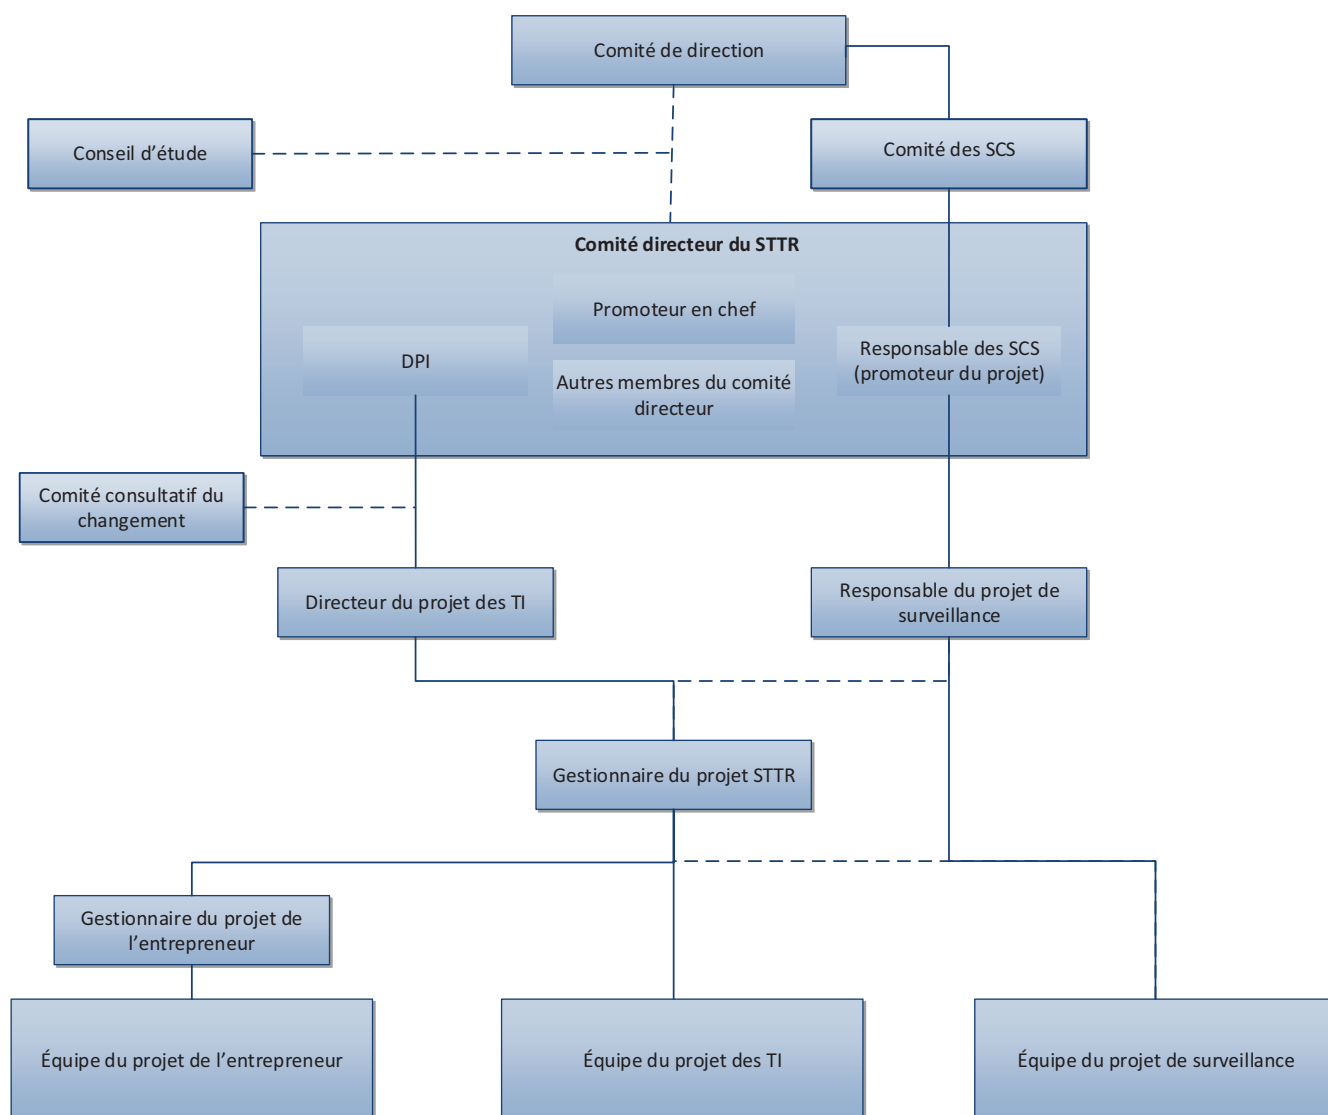 Comité de direction
Conseil d’étude
Comité des SCS
Comité directeur du STTR
Promoteur en chef
DPI
Responsable des SCS
(promoteur du projet)
Autres membres du comité
directeur
Comité consultatif du
changement
Directeur du projet des TI
Responsable du projet de
surveillance
Gestionnaire du projet STTR
Gestionnaire du projet de
l’entrepreneur
Équipe du projet de l’entrepreneur
Équipe du projet des TI
Équipe du projet de surveillance